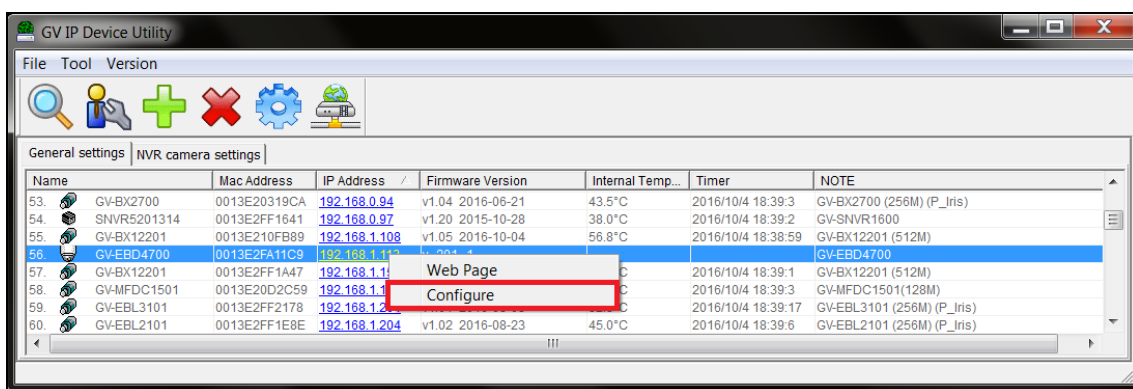 GV IP Device Utility
File Tool Version
General settings NVR camera settings
Name Mac Address IP Address Firmware Version Internal Temp... Timer NOTE
53. GV-BX2700 0013E20319CA 192.168.0.94 v1.04 2016-06-21 43.5°C 2016/10/4 18:39:3 GV-BX2700 (256M) (P_Iris)
54. SNVR5201314 0013E2FF1641 192.168.0.97 v1.20 2015-10-28 38.0°C 2016/10/4 18:39:2 GV-SNVR1600
55. GV-BX12201 0013E210FB89 192.168.1.108 v1.05 2016-10-04 56.8°C 2016/10/4 18:38:59 GV-BX12201 (512M)
56. GV-EBD4700 0013E2FA11C9 GV-EBD4700
Web Page
57. GV-BX12201 0013E2FF1A47 2016/10/4 18:39:1 GV-BX12201 (512M)
Configure
58. GV-MFDC1501 0013E20D2C59 2016/10/4 18:39:3 GV-MFDC1501(128M)
59. GV-EBL3101 0013E2FF2178 2016/10/4 18:39:17 GV-EBL3101 (256M) (P_Iris)
60. GV-EBL2101 0013E2FF1E8E 192.168.1.204 v1.02 2016-08-23 45.0°C 2016/10/4 18:39:6 GV-EBL2101 (256M) (P_Iris)